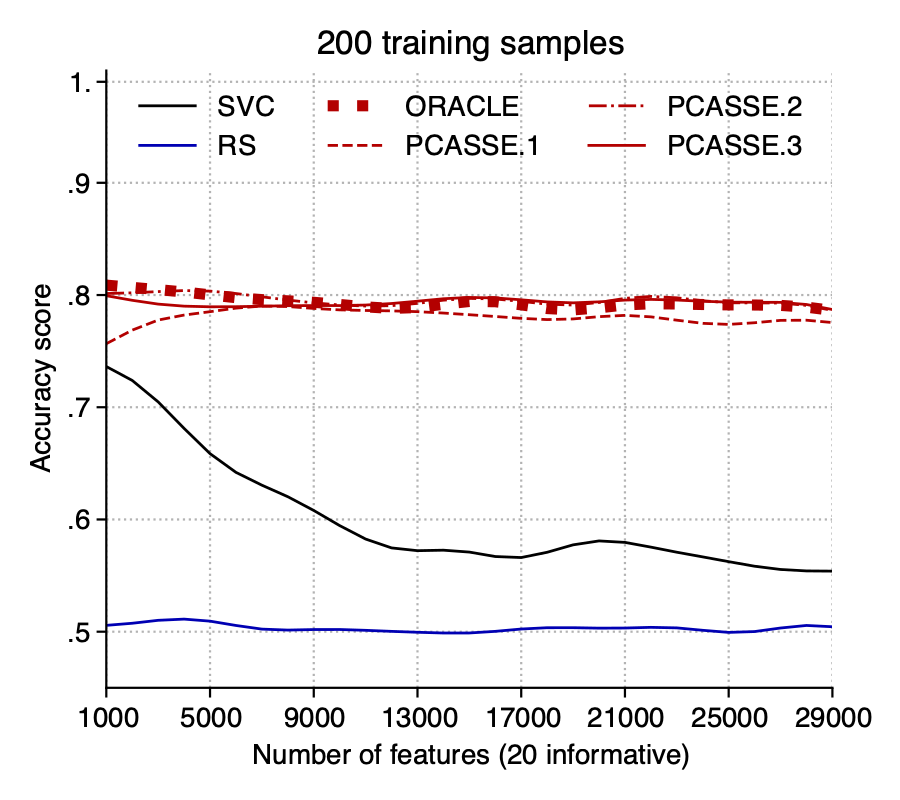 200 training samples
1.
SVC ORACLE PCASSE.2
RS PCASSE.1 PCASSE.3
.9
.8
.7
.6
.5
Accuracy score
1000 5000 9000 13000 17000 21000 25000 29000
Number of features (20 informative)